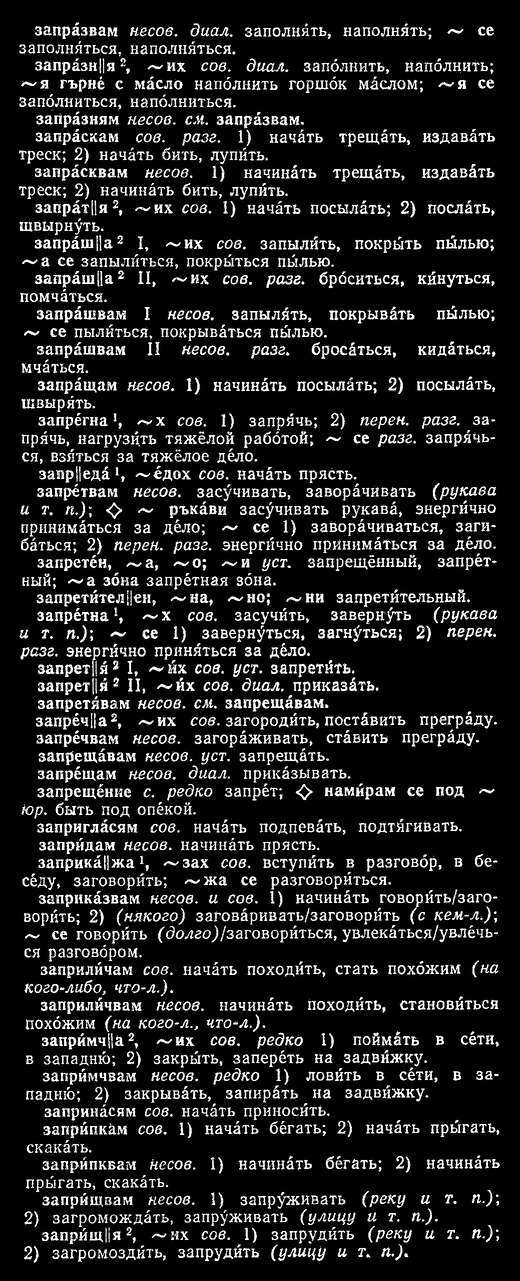 запра́звам несов. диал. заполня́ть, наполня́ть; ~ се
заполня́ться, наполня́ться.
запра́зн||я², ~их сов. диал. запо́лнить, напо́лнить;
~я гърне́ с ма́сло напо́лнить горшо́к ма́слом; ~я се
запо́лниться, напо́лниться.
запра́зням несов. см. запра́звам.
запра́скам сов. разг. 1) нача́ть треща́ть, издава́ть
треск; 2) нача́ть бить, лупи́ть.
запра́сквам несов. 1) начина́ть треща́ть, издава́ть
треск; 2) начина́ть бить, лупи́ть.
запра́т||я², ~их сов. 1) нача́ть посыла́ть; 2) посла́ть,
швырну́ть.
запра́ш||а² I, ~их сов. запыли́ть, покры́ть пы́лью;
~а се запыли́ться, покры́ться пы́лью.
запра́ш||а² II, ~их сов. разг. бро́ситься, ки́нуться,
помча́ться.
запра́швам I несов. запыля́ть, покрыва́ть пы́лью;
~ се пыли́ться, покрыва́ться пы́лью.
запра́швам II несов. разг. броса́ться, кида́ться,
мча́ться.
запра́щам несов. 1) начина́ть посыла́ть; 2) посыла́ть,
швыря́ть.
запре́гна¹, ~х сов. 1) запря́чь; 2) перен. разг. за-
пря́чь, нагрузи́ть тяжёлой рабо́той; ~ се разг. запря́чь-
ся, взя́ться за тяжёлое де́ло.
запр||еда́¹, ~е́дох сов. нача́ть прясть.
запре́твам несов. засу́чивать, завора́чивать (рукава
и т. п.); ◇ ~ ръка́ви засу́чивать рукава́, энерги́чно
принима́ться за де́ло; ~ се 1) завора́чиваться, заги-
ба́ться; 2) перен. разг. энерги́чно принима́ться за де́ло.
запрете́н, ~а, ~о; ~и уст. запрещённый, запре́т-
ный; ~а зо́на запре́тная зо́на.
запрети́тел||ен, ~на, ~но; ~ни запрети́тельный.
запре́тна¹, ~х сов. засучи́ть, заверну́ть (рукава
и т. п.); ~ се 1) заверну́ться, загну́ться; 2) перен.
разг. энерги́чно приня́ться за де́ло.
запрет||я́² I, ~и́х сов. уст. запрети́ть.
запрет||я́² II, ~и́х сов. диал. приказа́ть.
запретя́вам несов. см. запреща́вам.
запре́ч||а², ~их сов. загороди́ть, поста́вить прегра́ду.
запре́чвам несов. загора́живать, ста́вить прегра́ду.
запреща́вам несов. уст. запреща́ть.
запре́щам несов. диал. прика́зывать.
запреще́ние с. редко запре́т; ◇ нами́рам се под ~
юр. быть под опе́кой.
запригла́сям сов. нача́ть подпева́ть, подтя́гивать.
запри́дам несов. начина́ть прясть.
заприка́||жа¹, ~зах сов. вступи́ть в разгово́р, в бе-
се́ду, заговори́ть; ~жа се разговори́ться.
заприка́звам несов. и сов. 1) начина́ть говори́ть/заго-
вори́ть; 2) (някого) загова́ривать/заговори́ть (с кем-л.);
~ се говори́ть (долго)/заговори́ться, увлека́ться/увле́чь-
ся разгово́ром.
заприли́чам сов. нача́ть походи́ть, стать похо́жим (на
кого-либо, что-л.).
заприли́чвам несов. начина́ть походи́ть, станови́ться
похо́жим (на кого-л., что-л.).
запри́мч||а², ~их сов. редко 1) пойма́ть в се́ти,
в западню́; 2) закры́ть, запере́ть на задви́жку.
запри́мчвам несов. редко 1) лови́ть в се́ти, в за-
падню́; 2) закрыва́ть, запира́ть на задви́жку.
заприна́сям сов. нача́ть приноси́ть.
запри́пкам сов. 1) нача́ть бе́гать; 2) нача́ть пры́гать,
скака́ть.
запри́пквам несов. 1) начина́ть бе́гать; 2) начина́ть
пры́гать, скака́ть.
запри́щвам несов. 1) запру́живать (реку и т. п.);
2) загроможда́ть, запру́живать (улицу и т. п.).
запри́щ||я², ~их сов. 1) запруди́ть (реку и т. п.);
2) загромозди́ть, запруди́ть (улицу и т. п.).